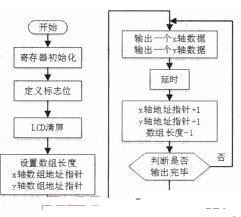 开始
寄存器初始化
定义标志位
LCD清屏
设置数组长度
x轴数组地址指针
y轴数组地址指针
输出一个x轴数据
输出一个y轴数据
延时
x轴地址指针+1
y轴地址指针+1
数组长度-1
判断是否
输出完毕
否